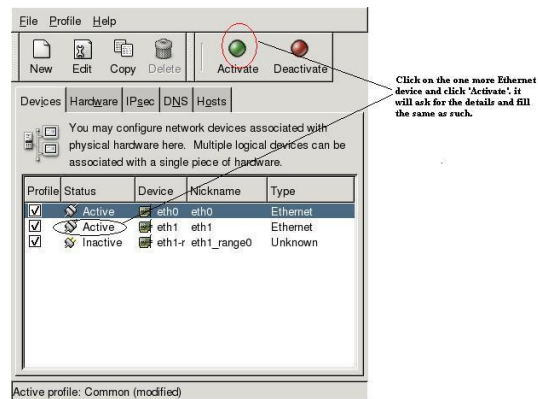 File Profile Help
New Edit Copy Delete Activate Deactivate
Click on the one more Ethernet
device and click 'Activate'. it
will ask for the details and fill
the same as such.
Devices Hardware IPsec DNS Hosts
You may configure network devices associated with
physical hardware here. Multiple logical devices can be
associated with a single piece of hardware.
Profile Status Device Nickname Type
Active eth0 eth0 Ethernet
Active eth1 eth1 Ethernet
Inactive eth1-r eth1_range0 Unknown
Active profile: Common (modified)